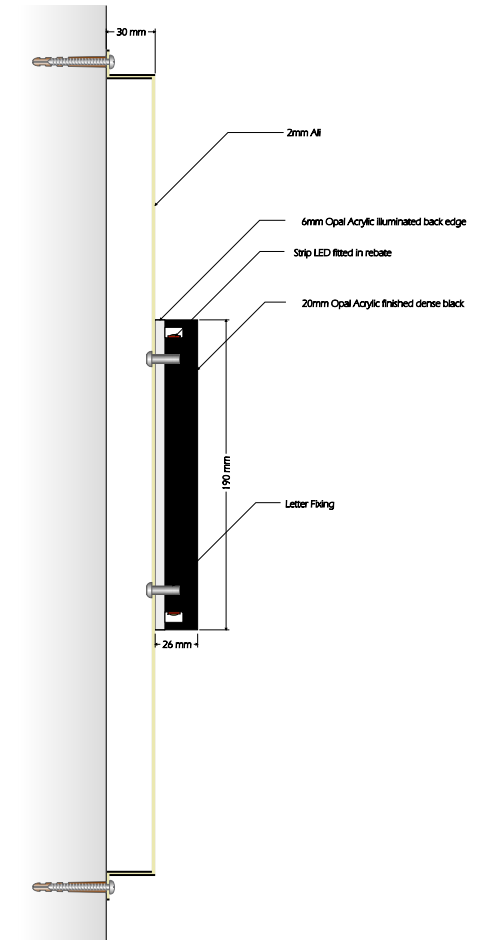 30 mm
2mm Ali
6mm Opal Acrylic illuminated back edge
Strip LED fitted in rebate
20mm Opal Acrylic finished dense black
190 mm
Letter Fixing
26 mm